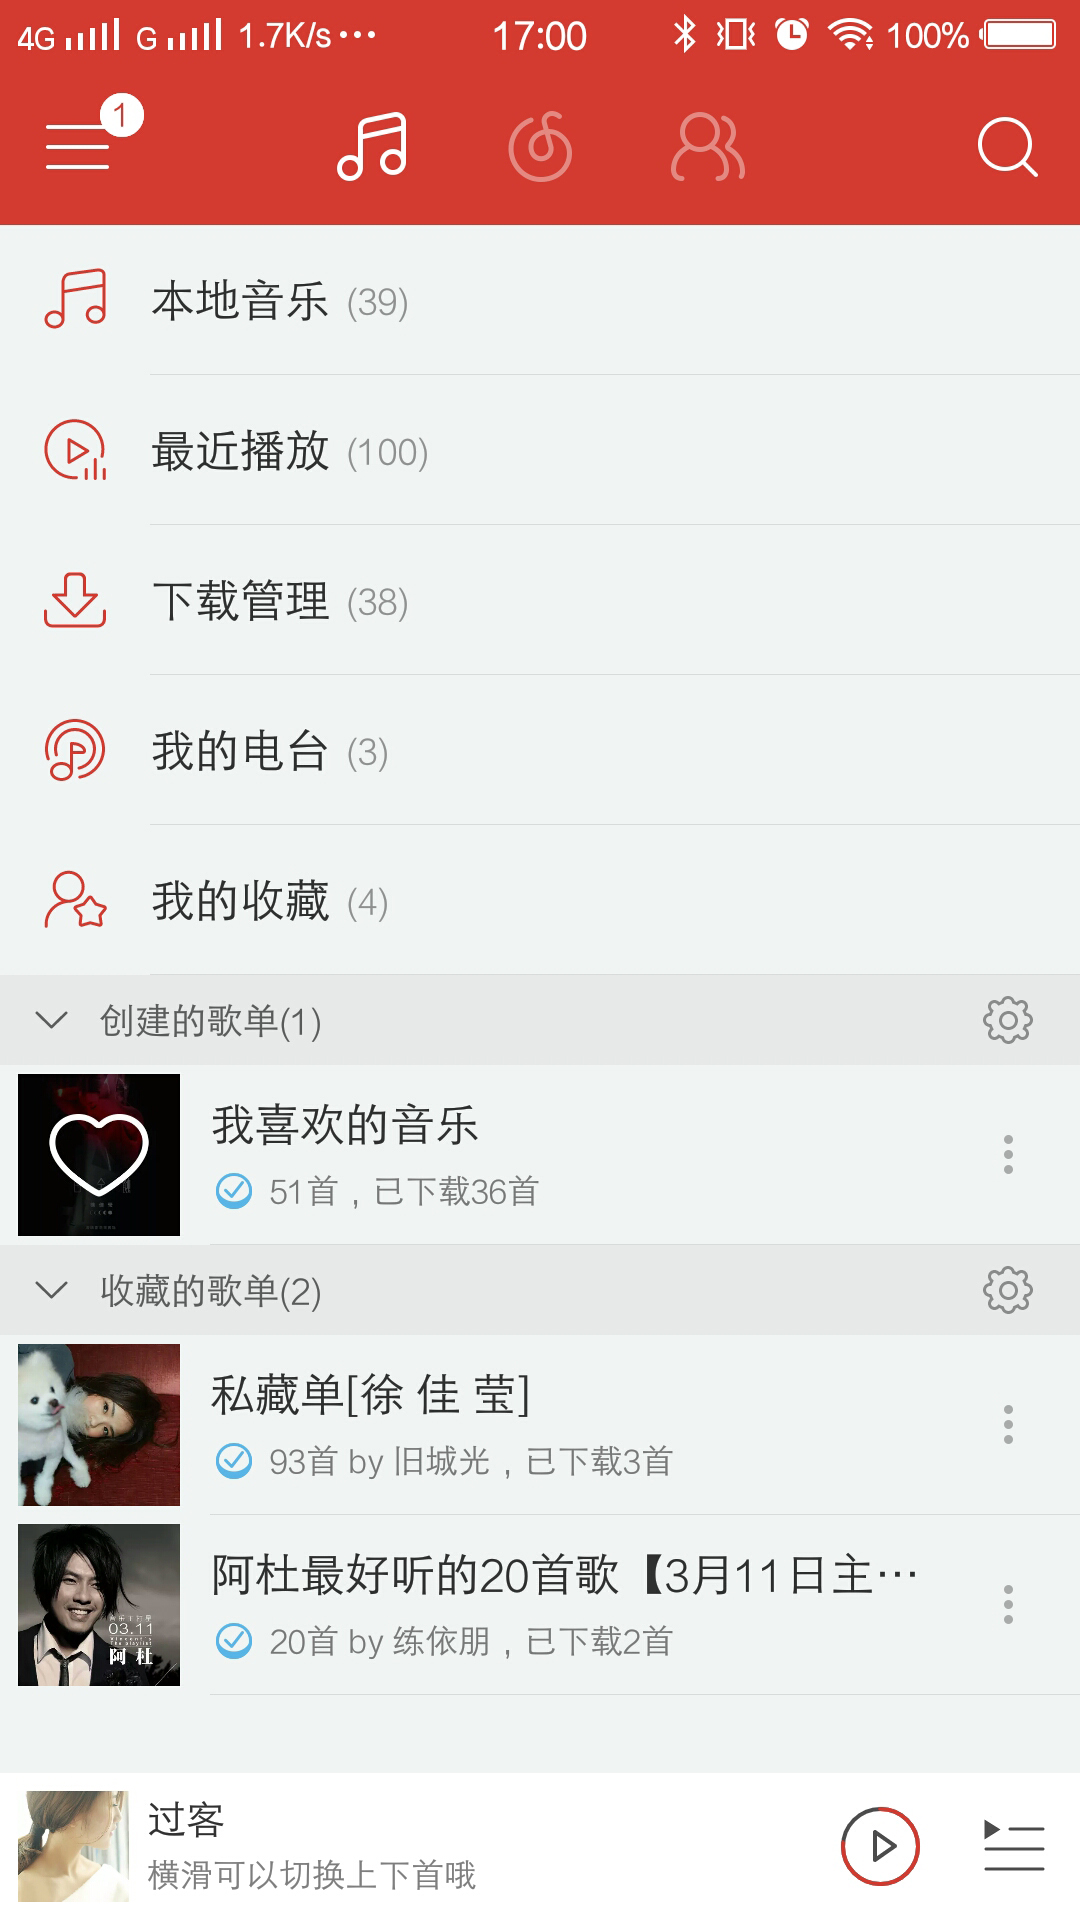 4G G 1.7K/s··· 17:00 100%
1
本地音乐 (39)
最近播放 (100)
下载管理 (38)
我的电台 (3)
我的收藏 (4)
创建的歌单(1)
我喜欢的音乐
51首，已下载36首
收藏的歌单(2)
私藏单[徐 佳 莹]
93首 by 旧城光，已下载3首
阿杜最好听的20首歌【3月11日主…
20首 by 练依朋，已下载2首
03.11
阿 杜
过客
横滑可以切换上下首哦